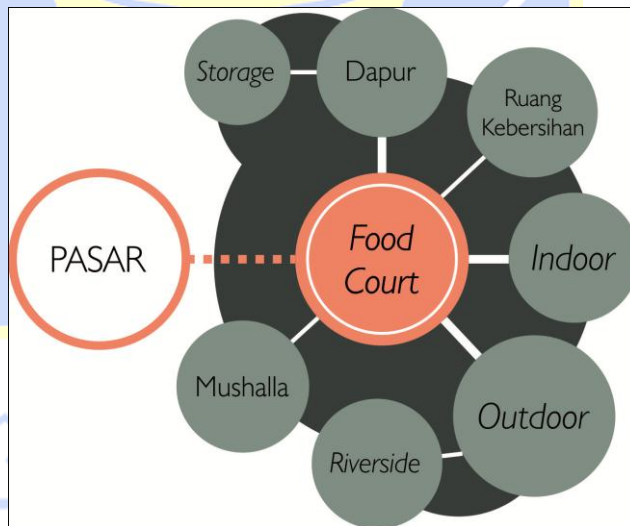 Storage
Dapur
Ruang
Kebersihan
PASAR
Food
Court
Indoor
Mushalla
Outdoor
Riverside